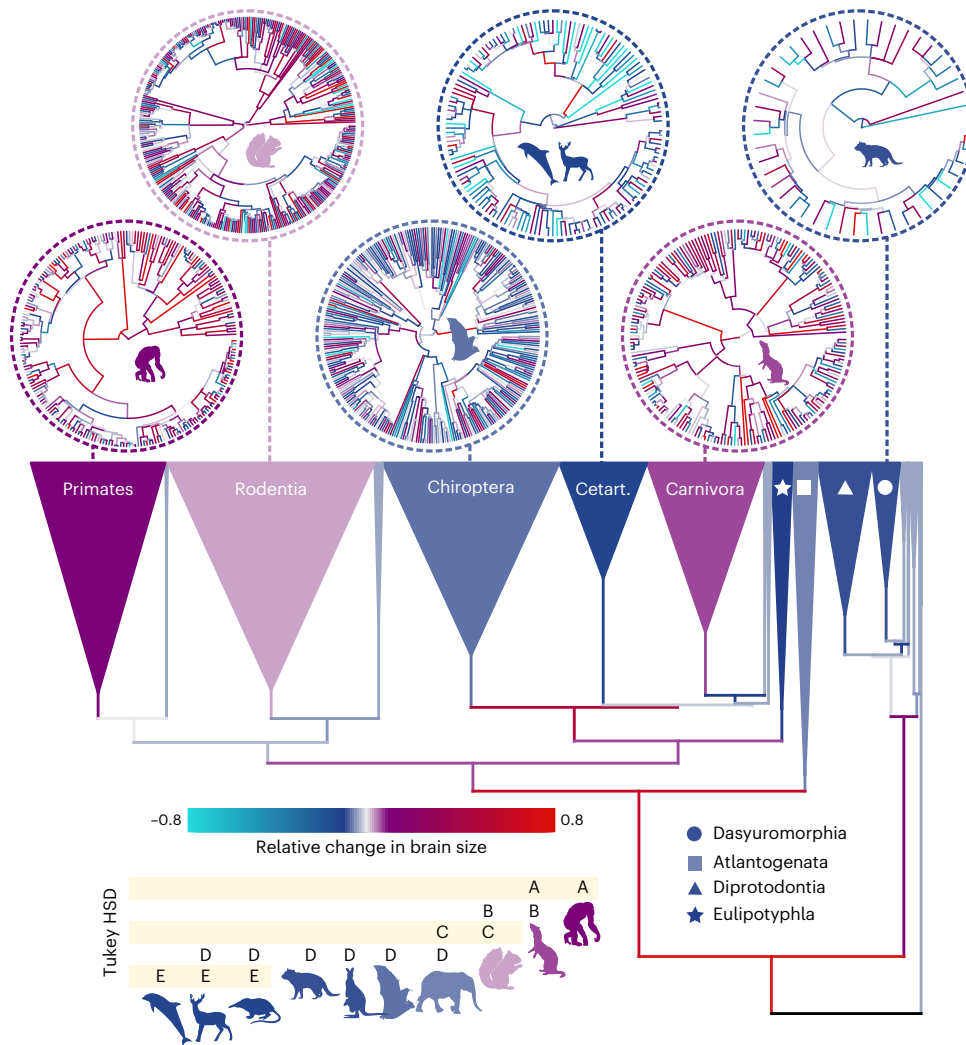 Primates Rodentia Chiroptera Cetart. Carnivora
−0.8 0.8
Relative change in brain size
Dasyuromorphia
Atlantogenata
Diprotodontia
Eulipotyphla
Tukey HSD
A A
B B
C C
D D D D D D
E E E